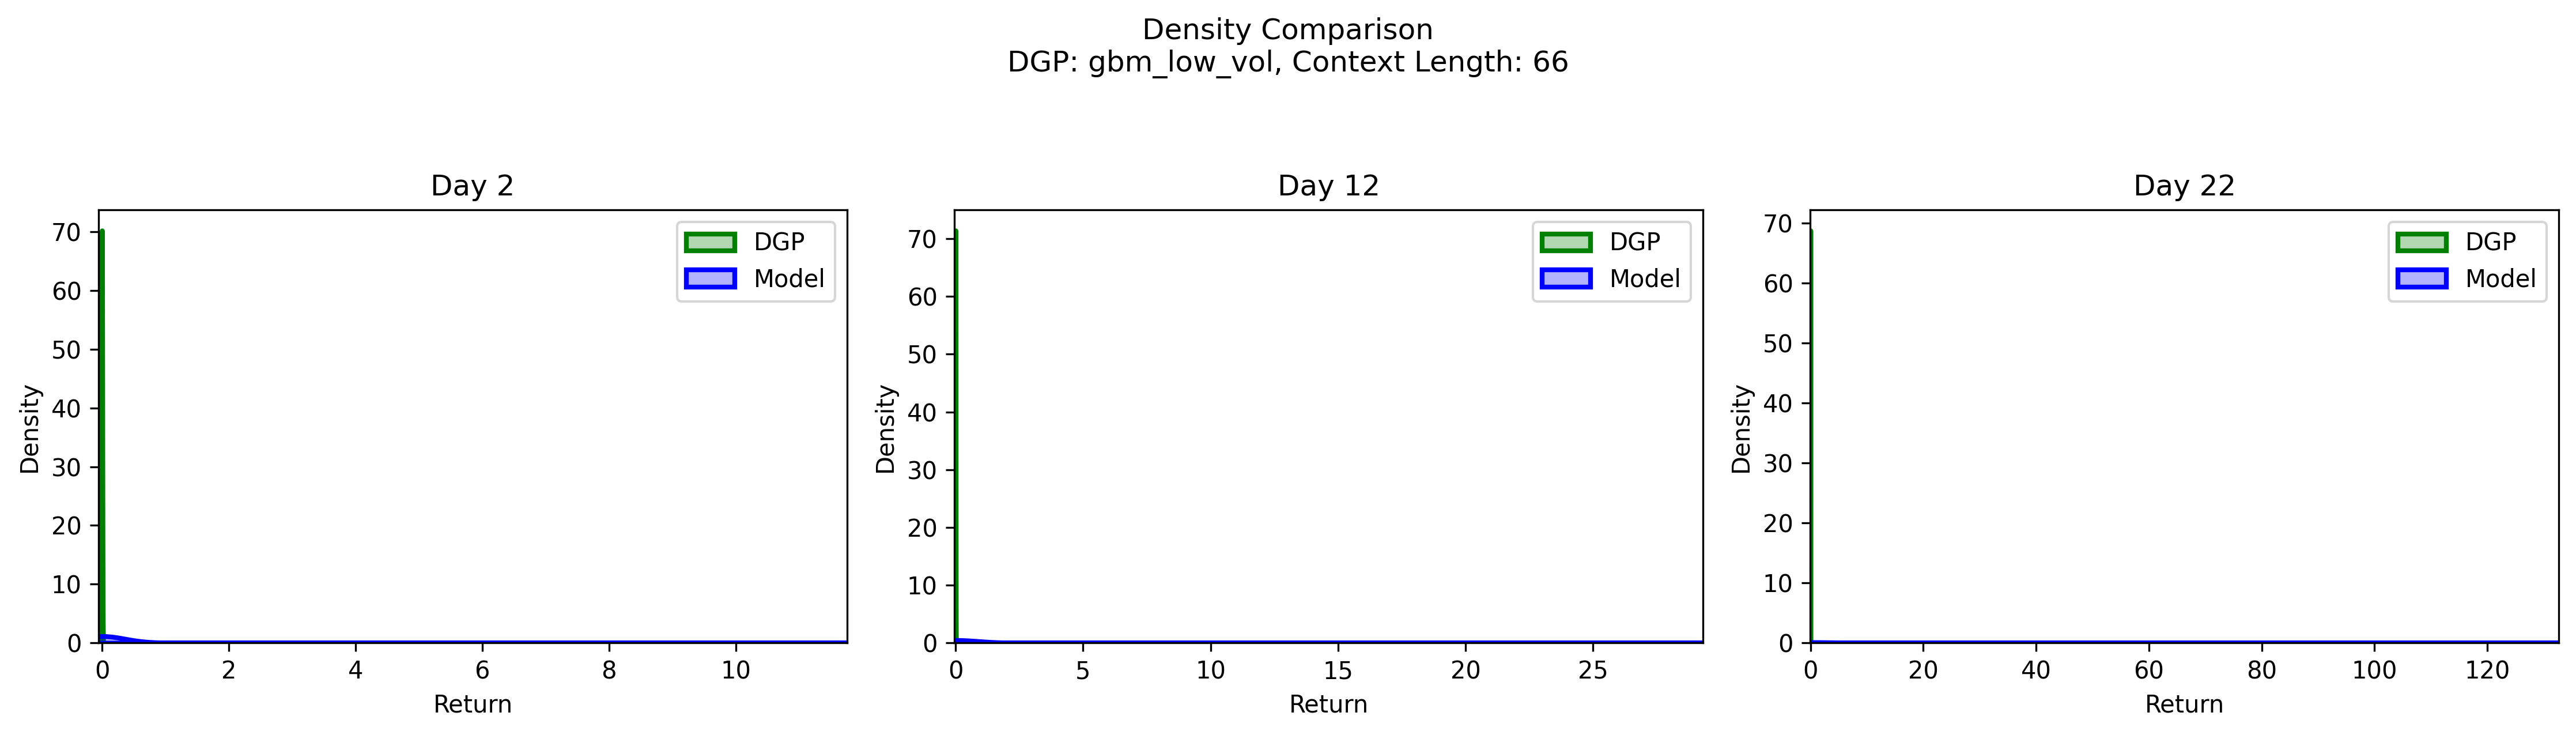 Density Comparison
DGP: gbm_low_vol, Context Length: 66
Day 2
70
60
50
40
30
20
10
0
Density
0 2 4 6 8 10
Return
DGP
Model
Day 12
70
60
50
40
30
20
10
0
Density
0 5 10 15 20 25
Return
DGP
Model
Day 22
70
60
50
40
30
20
10
0
Density
0 20 40 60 80 100 120
Return
DGP
Model